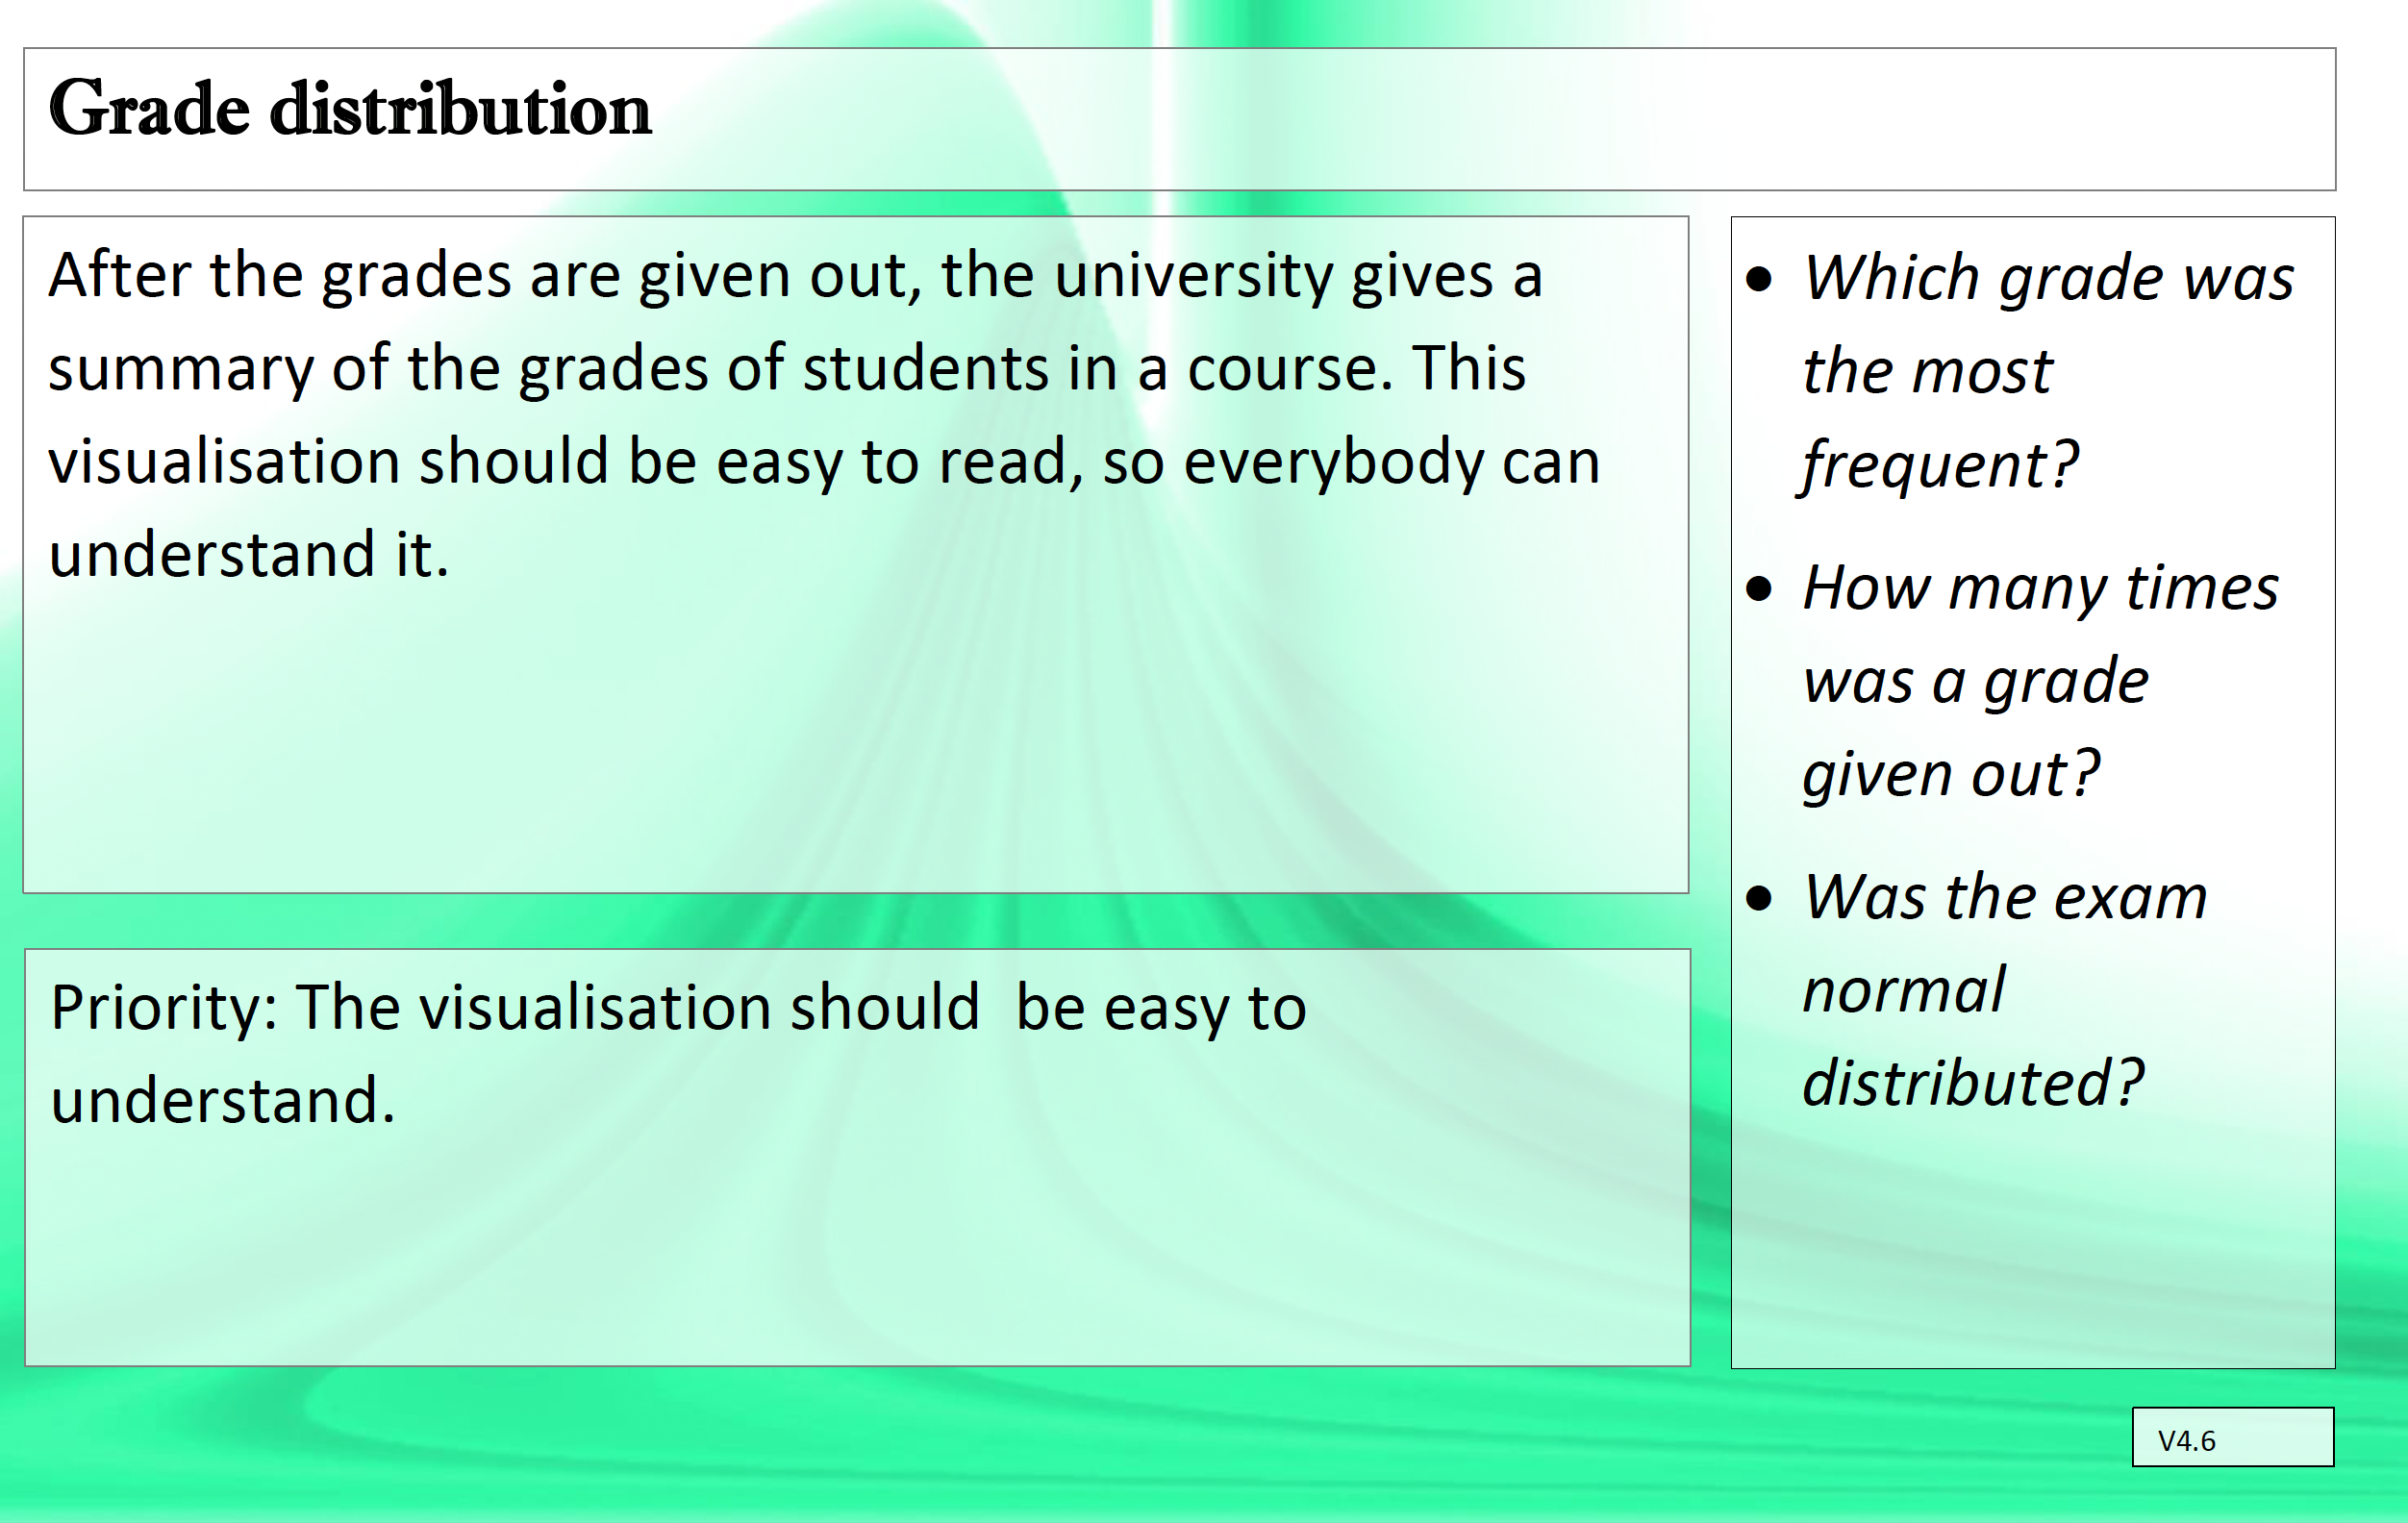 Grade distribution
After the grades are given out, the university gives a
summary of the grades of students in a course. This
visualisation should be easy to read, so everybody can
understand it.
Priority: The visualisation should  be easy to
understand.
• Which grade was
the most
frequent?
• How many times
was a grade
given out?
• Was the exam
normal
distributed?
V4.6